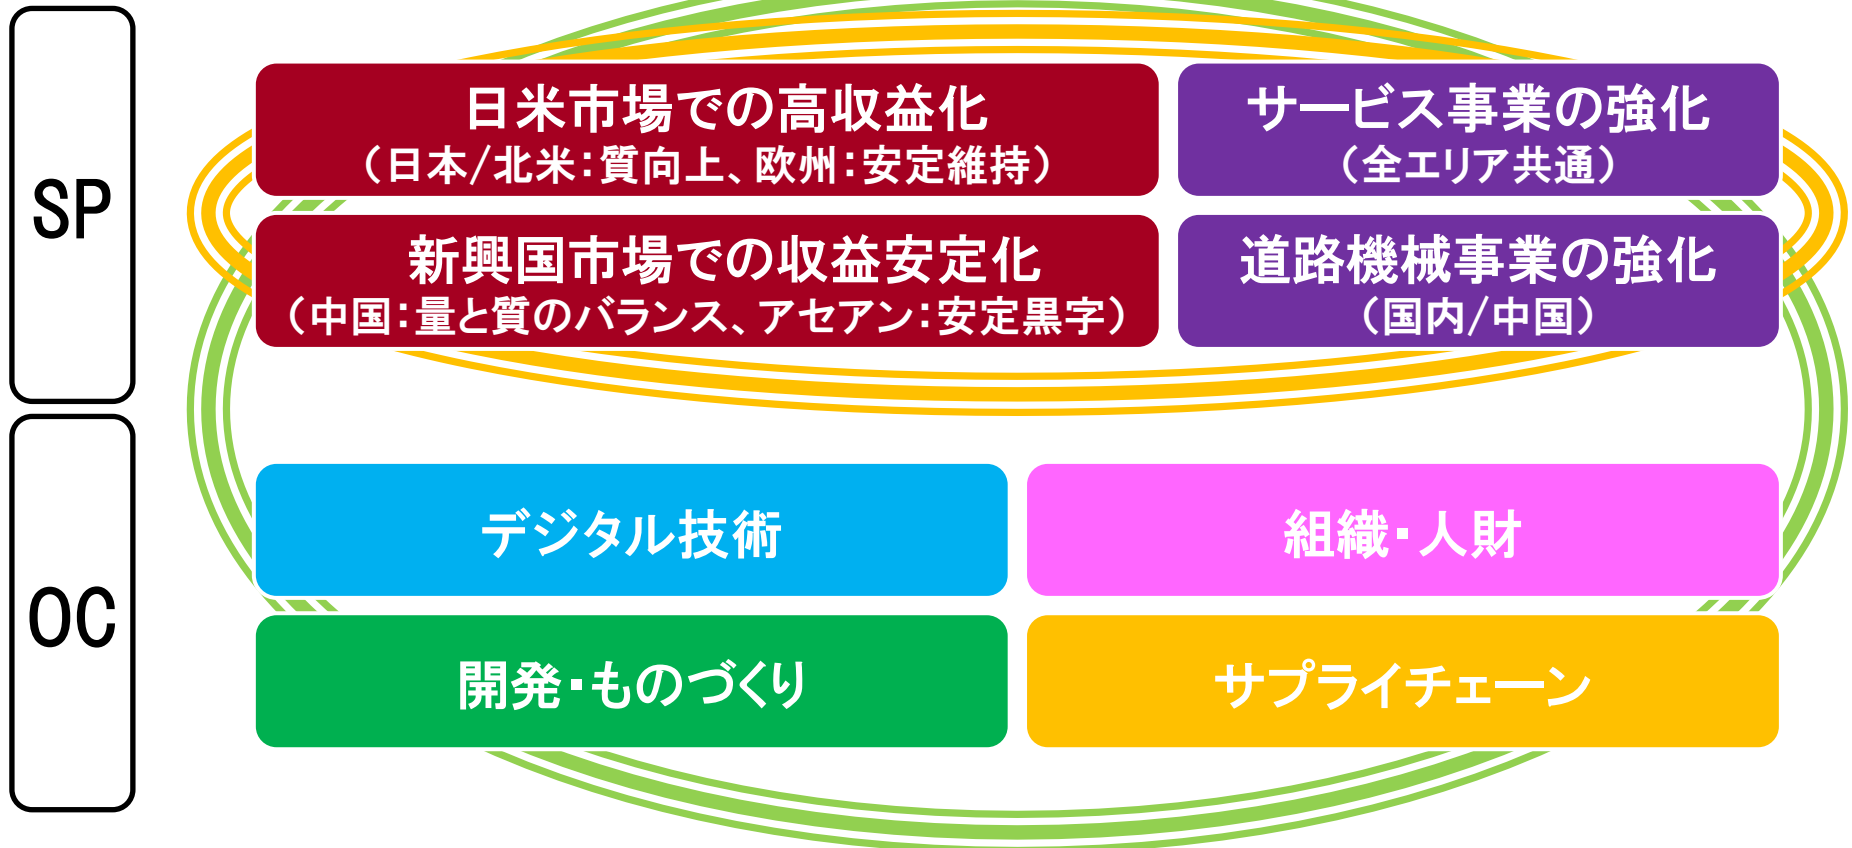 SP
日米市場での高収益化
（日本/北米：質向上、欧州：安定維持）
サービス事業の強化
（全エリア共通）
新興国市場での収益安定化
（中国：量と質のバランス、アセアン：安定黒字）
道路機械事業の強化
（国内/中国）
OC
デジタル技術
組織・人財
開発・ものづくり
サプライチェーン